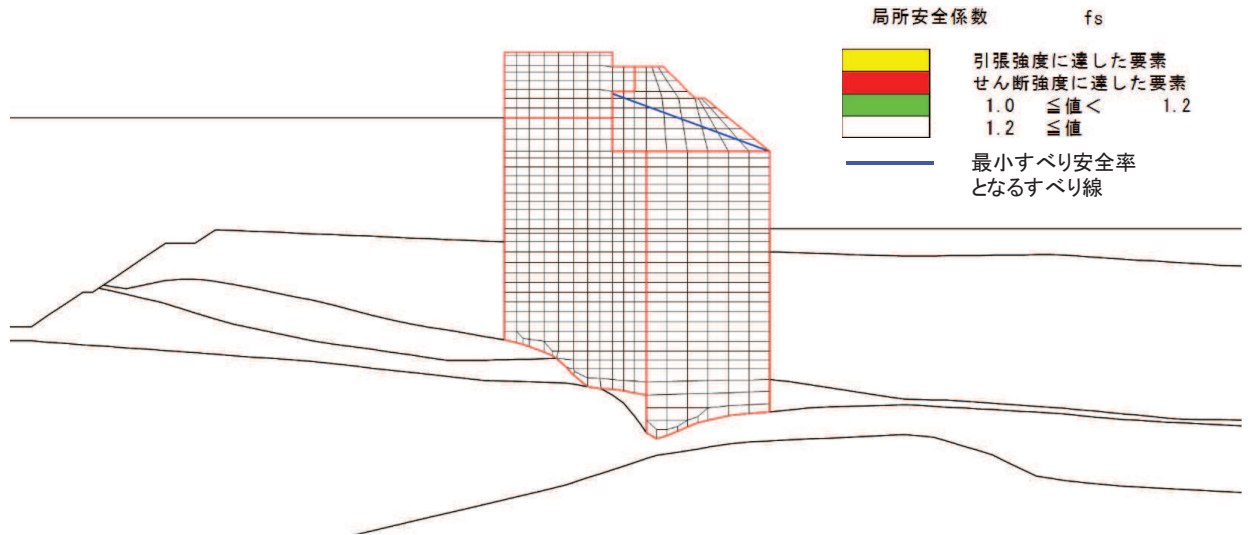 局所安全係数 fs
引張強度に達した要素
せん断強度に達した要素
1.0 ≦値< 1.2
1.2 ≦値
最小すべり安全率
となるすべり線